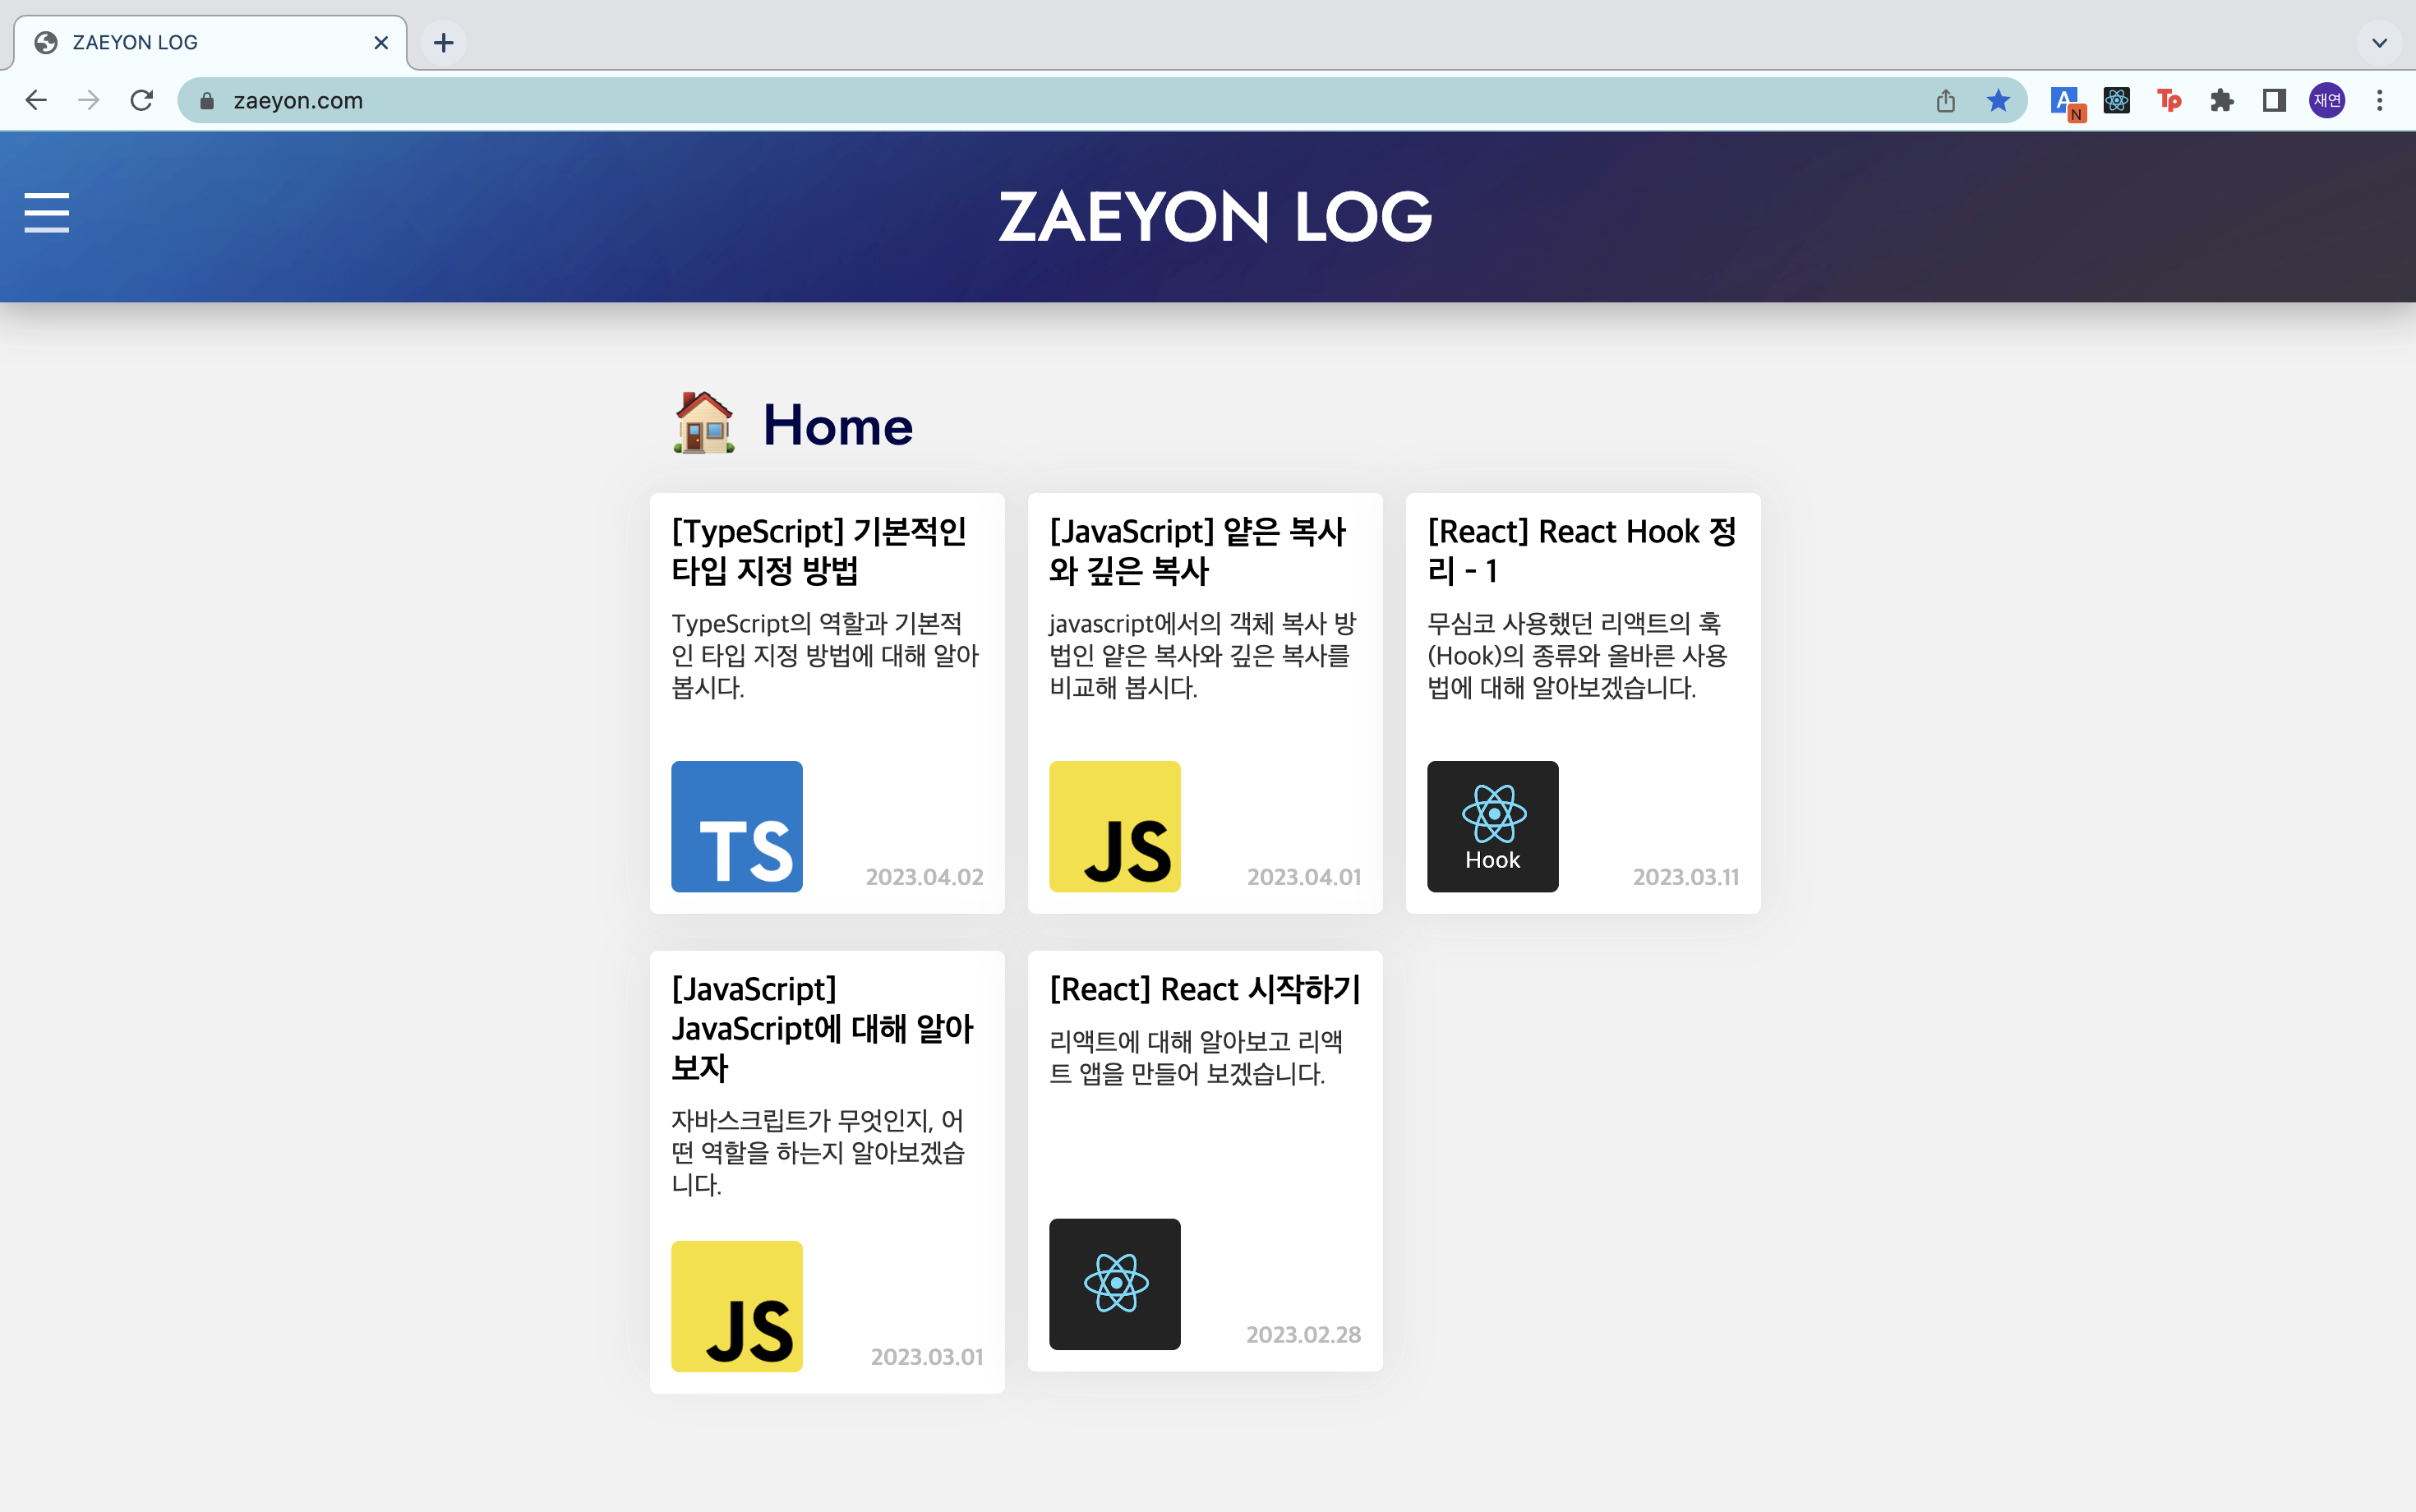 ZAEYON LOG
zaeyon.com
A
N
Tp
재연
ZAEYON LOG
Home
[TypeScript] 기본적인
타입 지정 방법
TypeScript의 역할과 기본적
인 타입 지정 방법에 대해 알아
봅시다.
TS
2023.04.02
[JavaScript] 얕은 복사
와 깊은 복사
javascript에서의 객체 복사 방
법인 얕은 복사와 깊은 복사를
비교해 봅시다.
JS
2023.04.01
[React] React Hook 정
리 - 1
무심코 사용했던 리액트의 훅
(Hook)의 종류와 올바른 사용
법에 대해 알아보겠습니다.
Hook
2023.03.11
[JavaScript]
JavaScript에 대해 알아
보자
자바스크립트가 무엇인지, 어
떤 역할을 하는지 알아보겠습
니다.
JS
2023.03.01
[React] React 시작하기
리액트에 대해 알아보고 리액
트 앱을 만들어 보겠습니다.
2023.02.28